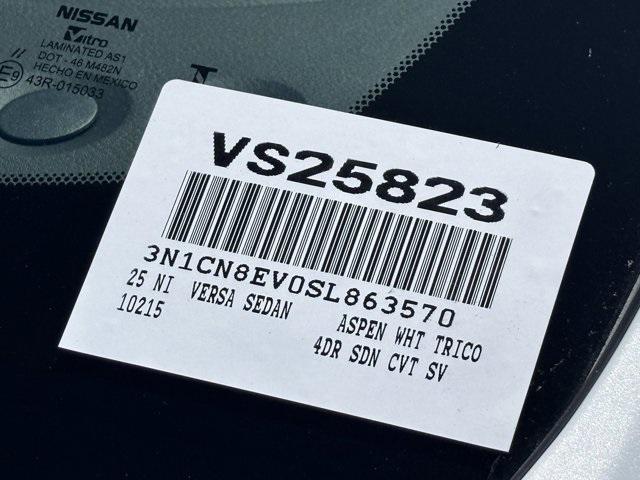 NISSAN
Vitro
LAMINATED AS1
DOT - 46 M482N
HECHO EN MEXICO
E9 43R-015033
VS25823
3N1CN8EV0SL863570
25 NI VERSA SEDAN ASPEN WHT TRICO
10215 4DR SDN CVT SV